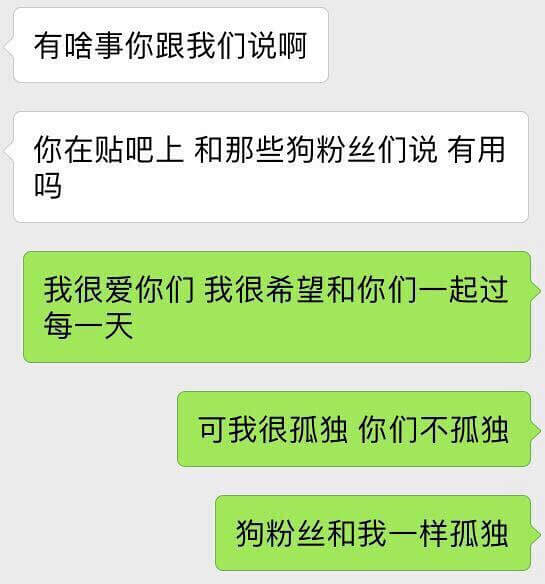 有啥事你跟我们说啊
你在贴吧上 和那些狗粉丝们说 有用
吗
我很爱你们 我很希望和你们一起过
每一天
可我很孤独 你们不孤独
狗粉丝和我一样孤独